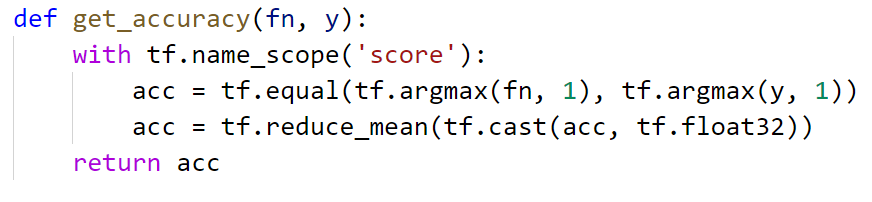 def get_accuracy(fn, y):
    with tf.name_scope('score'):
        acc = tf.equal(tf.argmax(fn, 1), tf.argmax(y, 1))
        acc = tf.reduce_mean(tf.cast(acc, tf.float32))
    return acc